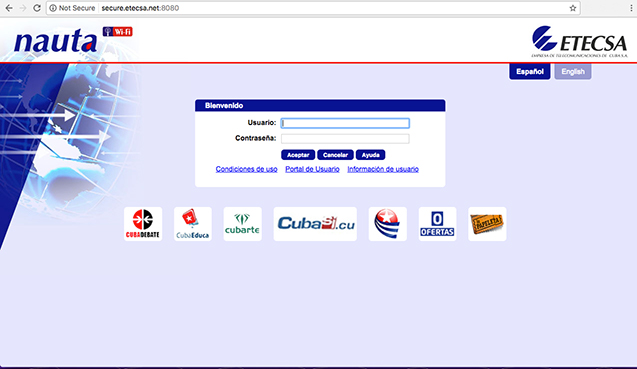 Not Secure | secure.etecsa.net:8080
nauta Wi-Fi
ETECSA
EMPRESA DE TELECOMUNICACIONES DE CUBA S.A.
Español English
Bienvenido
Usuario:
Contraseña:
Aceptar Cancelar Ayuda
Condiciones de uso Portal de Usuario Información de usuario
CUBADEBATE CubaEduca cubarte CubaSi.cu OFERTAS LA PAPELETA